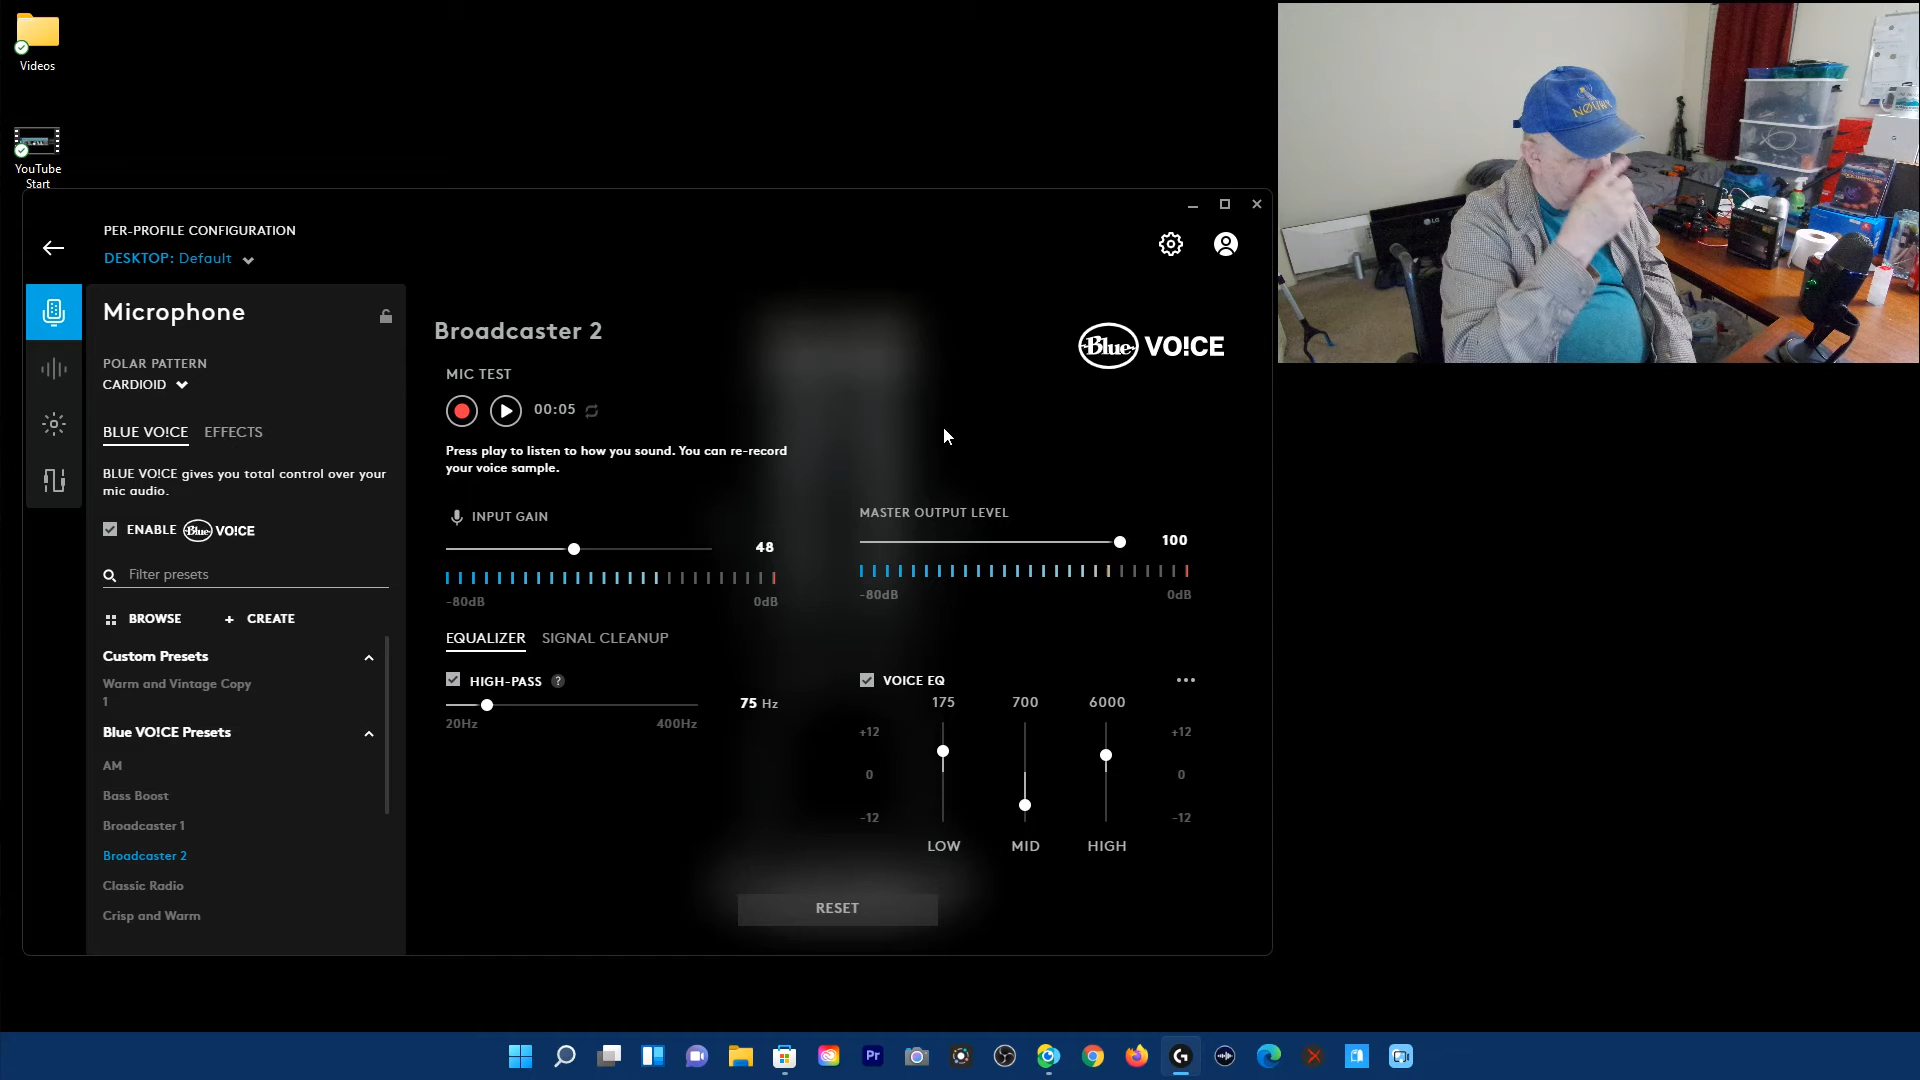 Videos
YouTube
Start
PER-PROFILE CONFIGURATION
DESKTOP: Default
Microphone
POLAR PATTERN
CARDIOID
BLUE VO!CE EFFECTS
BLUE VO!CE gives you total control over your
mic audio.
ENABLE Blue VO!CE
Filter presets
BROWSE + CREATE
Custom Presets
Warm and Vintage Copy
1
Blue VO!CE Presets
AM
Bass Boost
Broadcaster 1
Broadcaster 2
Classic Radio
Crisp and Warm
Broadcaster 2
Blue VO!CE
MIC TEST
00:05
Press play to listen to how you sound. You can re-record
your voice sample.
INPUT GAIN
48
-80dB 0dB
MASTER OUTPUT LEVEL
100
-80dB 0dB
EQUALIZER SIGNAL CLEANUP
HIGH-PASS ?
75 Hz
20Hz 400Hz
VOICE EQ
175 700 6000
+12 +12
0 0
-12 -12
LOW MID HIGH
RESET
LG
Pr